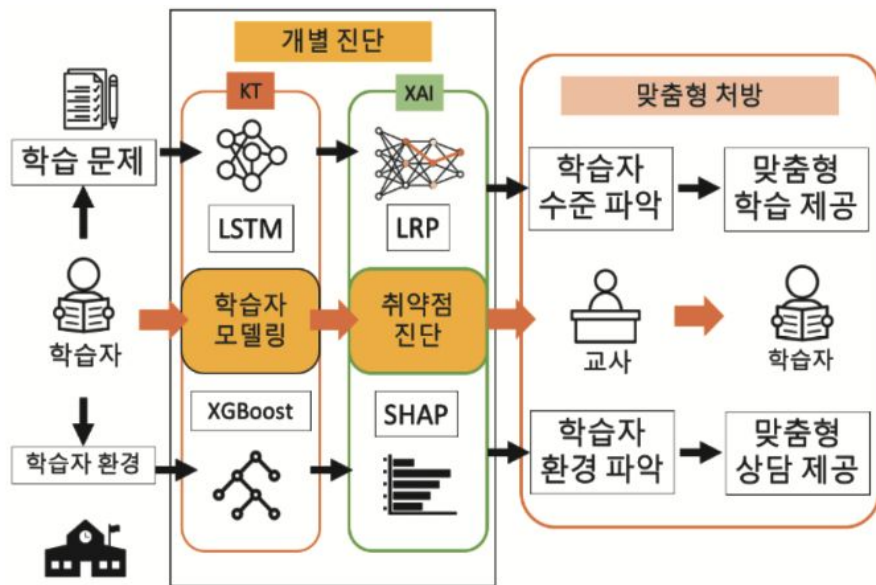 개별 진단
KT
XAI
맞춤형 처방
학습 문제
LSTM
LRP
학습자
수준 파악
맞춤형
학습 제공
학습자
학습자
모델링
취약점
진단
교사
학습자
학습자 환경
XGBoost
SHAP
학습자
환경 파악
맞춤형
상담 제공